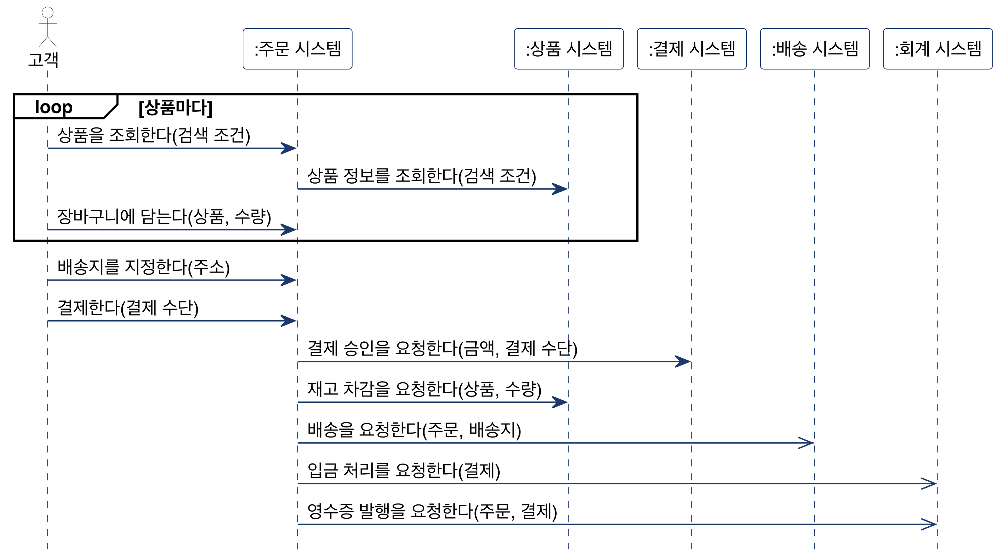 고객
:주문 시스템
:상품 시스템
:결제 시스템
:배송 시스템
:회계 시스템
loop [상품마다]
상품을 조회한다(검색 조건)
상품 정보를 조회한다(검색 조건)
장바구니에 담는다(상품, 수량)
배송지를 지정한다(주소)
결제한다(결제 수단)
결제 승인을 요청한다(금액, 결제 수단)
재고 차감을 요청한다(상품, 수량)
배송을 요청한다(주문, 배송지)
입금 처리를 요청한다(결제)
영수증 발행을 요청한다(주문, 결제)